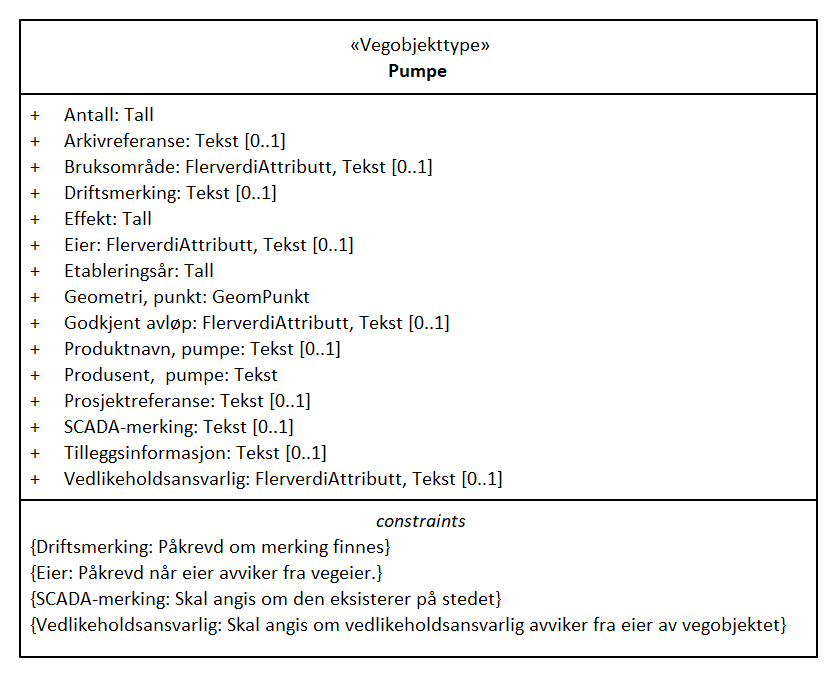 «Vegobjekttype»
Pumpe
+ Antall: Tall
+ Arkivreferanse: Tekst [0..1]
+ Bruksområde: FlerverdiAttributt, Tekst [0..1]
+ Driftsmerking: Tekst [0..1]
+ Effekt: Tall
+ Eier: FlerverdiAttributt, Tekst [0..1]
+ Etableringsår: Tall
+ Geometri, punkt: GeomPunkt
+ Godkjent avløp: FlerverdiAttributt, Tekst [0..1]
+ Produktnavn, pumpe: Tekst [0..1]
+ Produsent,  pumpe: Tekst
+ Prosjektreferanse: Tekst [0..1]
+ SCADA-merking: Tekst [0..1]
+ Tilleggsinformasjon: Tekst [0..1]
+ Vedlikeholdsansvarlig: FlerverdiAttributt, Tekst [0..1]
constraints
{Driftsmerking: Påkrevd om merking finnes}
{Eier: Påkrevd når eier avviker fra vegeier.}
{SCADA-merking: Skal angis om den eksisterer på stedet}
{Vedlikeholdsansvarlig: Skal angis om vedlikeholdsansvarlig avviker fra eier av vegobjektet}